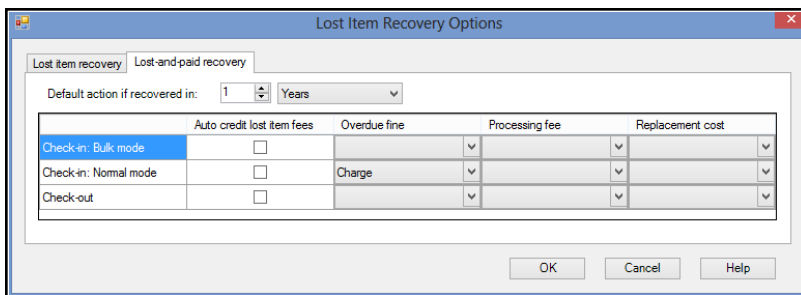 Lost Item Recovery Options
Lost item recovery Lost-and-paid recovery
Default action if recovered in: 1 Years
Auto credit lost item fees Overdue fine Processing fee Replacement cost
Check-in: Bulk mode
Check-in: Normal mode Charge
Check-out
OK Cancel Help